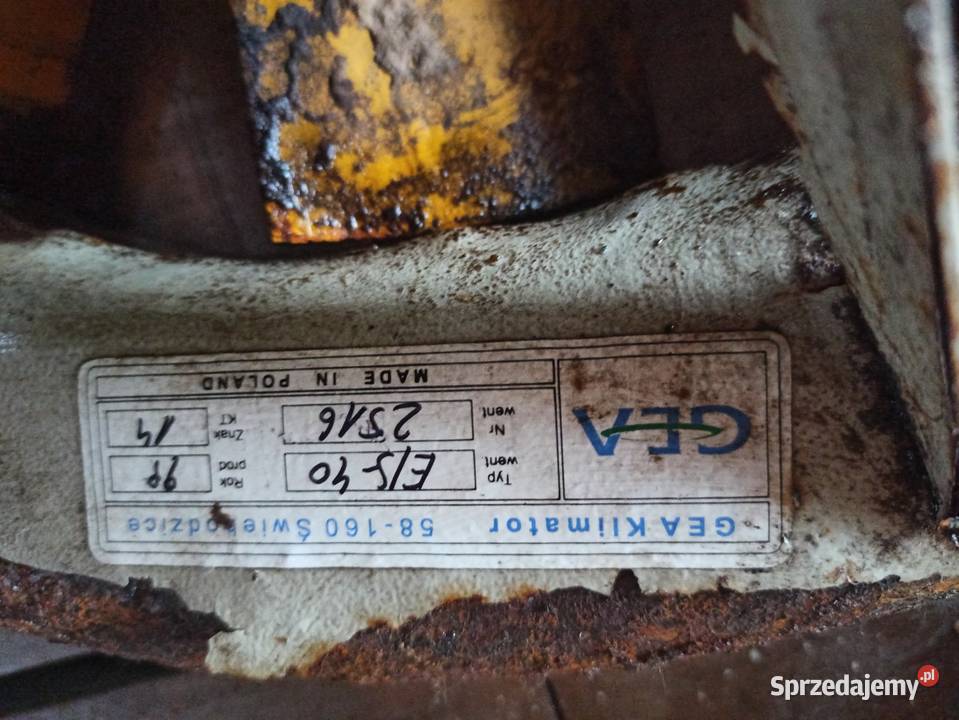 GEA Klimator 58-160 Świebodzice
GEA
Typ went E/S-40 Rok prod
Nr went 2516 Znak KT 14
MADE IN POLAND
Sprzedajemy.pl